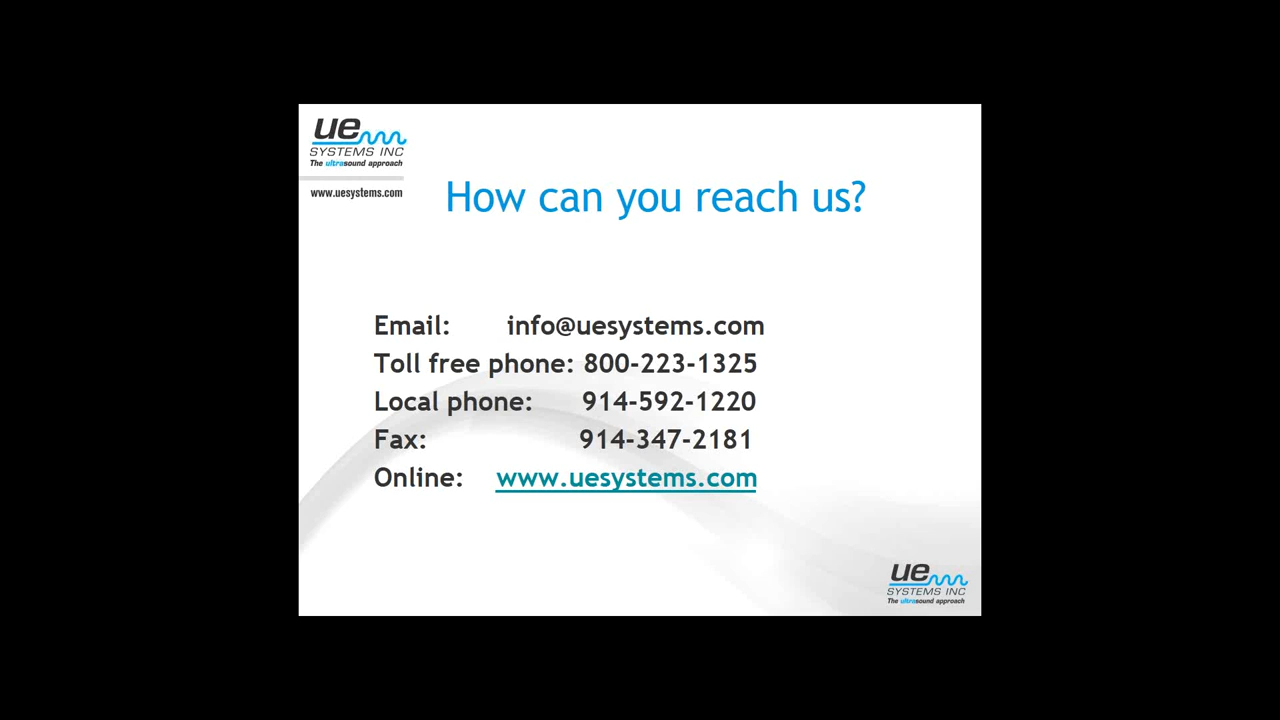 ue
SYSTEMS INC
The ultrasound approach
www.uesystems.com
How can you reach us?
Email: info@uesystems.com
Toll free phone: 800-223-1325
Local phone: 914-592-1220
Fax: 914-347-2181
Online: www.uesystems.com
ue
SYSTEMS INC
The ultrasound approach